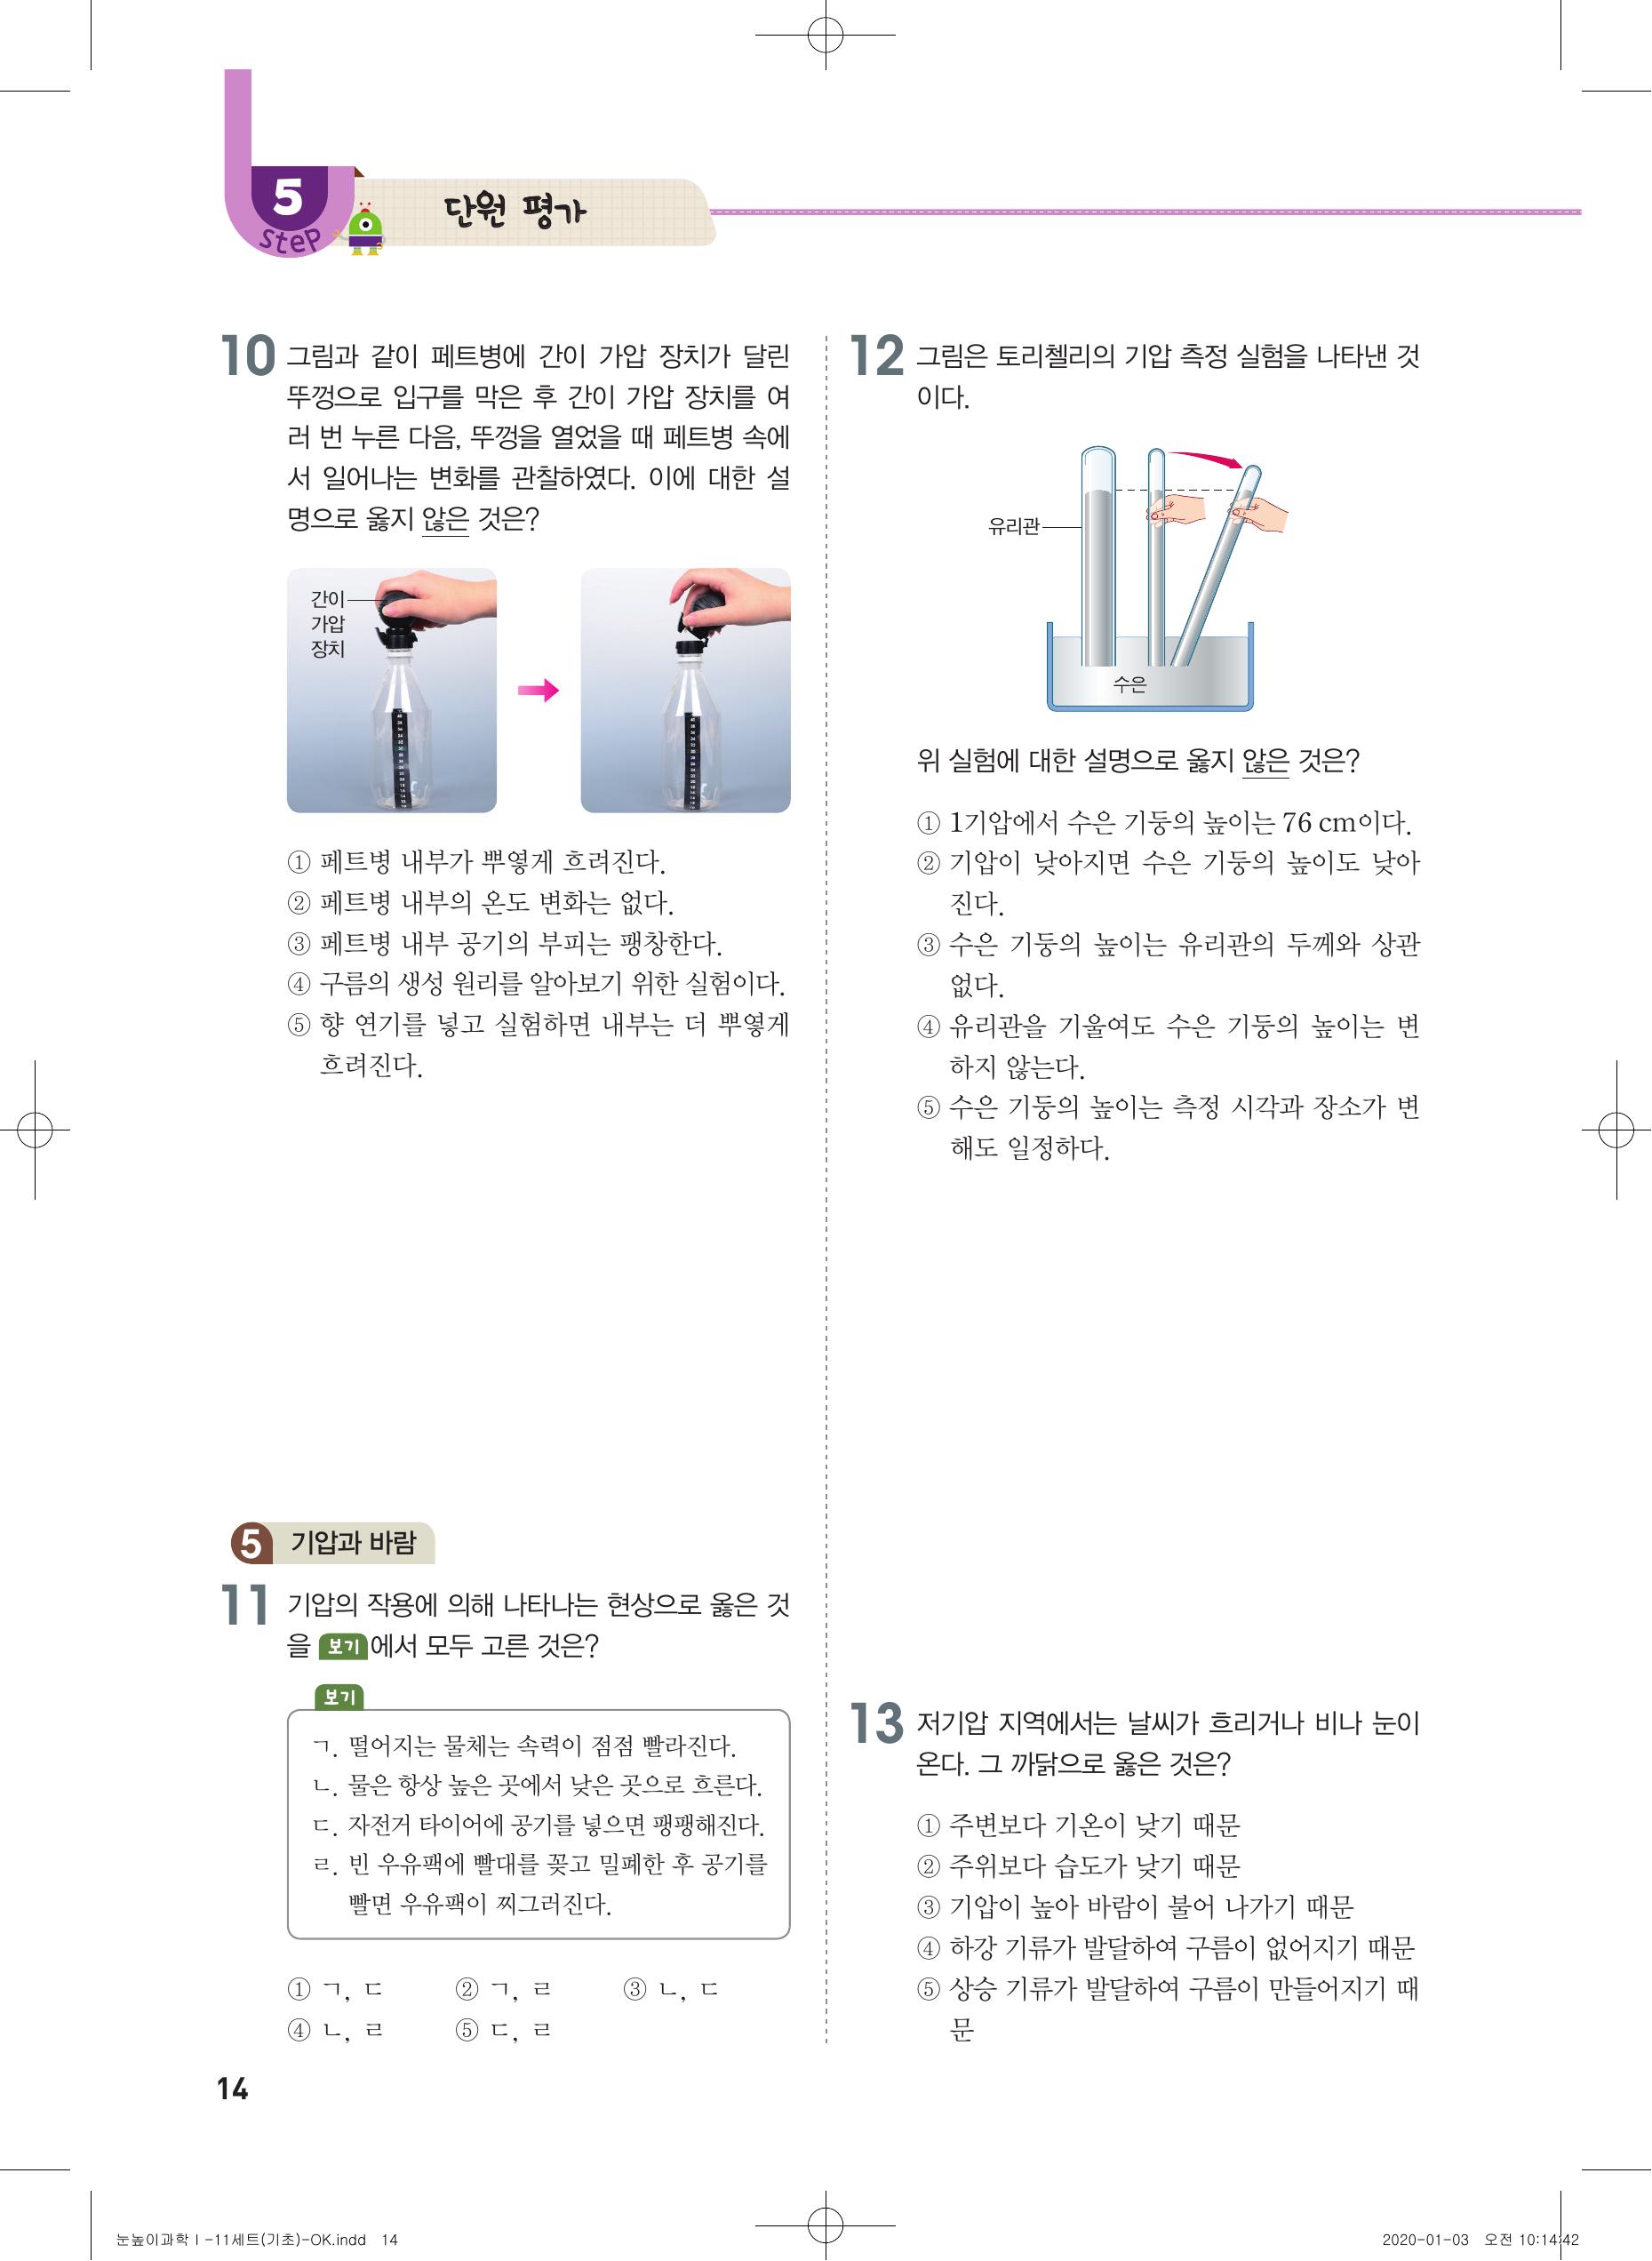 5
step
단원 평가
10 그림과 같이 페트병에 간이 가압 장치가 달린
뚜껑으로 입구를 막은 후 간이 가압 장치를 여
러 번 누른 다음, 뚜껑을 열었을 때 페트병 속에
서 일어나는 변화를 관찰하였다. 이에 대한 설
명으로 옳지 않은 것은?
간이
가압
장치
① 페트병 내부가 뿌옇게 흐려진다.
② 페트병 내부의 온도 변화는 없다.
③ 페트병 내부 공기의 부피는 팽창한다.
④ 구름의 생성 원리를 알아보기 위한 실험이다.
⑤ 향 연기를 넣고 실험하면 내부는 더 뿌옇게
흐려진다.
5 기압과 바람
11 기압의 작용에 의해 나타나는 현상으로 옳은 것
을 보기에서 모두 고른 것은?
보기
ㄱ. 떨어지는 물체는 속력이 점점 빨라진다.
ㄴ. 물은 항상 높은 곳에서 낮은 곳으로 흐른다.
ㄷ. 자전거 타이어에 공기를 넣으면 팽팽해진다.
ㄹ. 빈 우유팩에 빨대를 꽂고 밀폐한 후 공기를
빨면 우유팩이 찌그러진다.
① ㄱ, ㄷ ② ㄱ, ㄹ ③ ㄴ, ㄷ
④ ㄴ, ㄹ ⑤ ㄷ, ㄹ
12 그림은 토리첼리의 기압 측정 실험을 나타낸 것
이다.
유리관
수은
위 실험에 대한 설명으로 옳지 않은 것은?
① 1기압에서 수은 기둥의 높이는 76 cm이다.
② 기압이 낮아지면 수은 기둥의 높이도 낮아
진다.
③ 수은 기둥의 높이는 유리관의 두께와 상관
없다.
④ 유리관을 기울여도 수은 기둥의 높이는 변
하지 않는다.
⑤ 수은 기둥의 높이는 측정 시각과 장소가 변
해도 일정하다.
13 저기압 지역에서는 날씨가 흐리거나 비나 눈이
온다. 그 까닭으로 옳은 것은?
① 주변보다 기온이 낮기 때문
② 주위보다 습도가 낮기 때문
③ 기압이 높아 바람이 불어 나가기 때문
④ 하강 기류가 발달하여 구름이 없어지기 때문
⑤ 상승 기류가 발달하여 구름이 만들어지기 때
문
14
눈높이과학Ⅰ-11세트(기초)-OK.indd 14
2020-01-03 오전 10:14:42